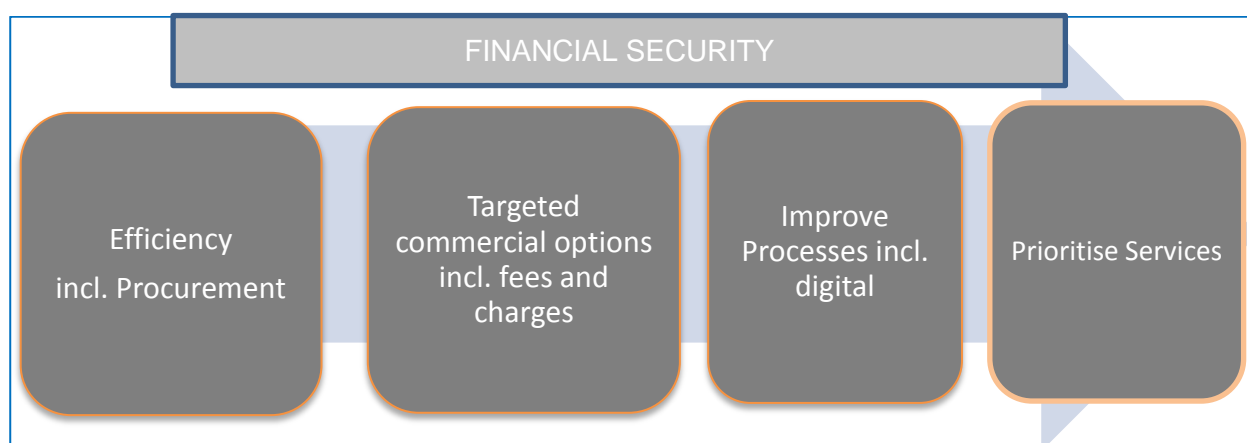 FINANCIAL SECURITY
Efficiency
incl. Procurement
Targeted
commercial options
incl. fees and
charges
Improve
Processes incl.
digital
Prioritise Services